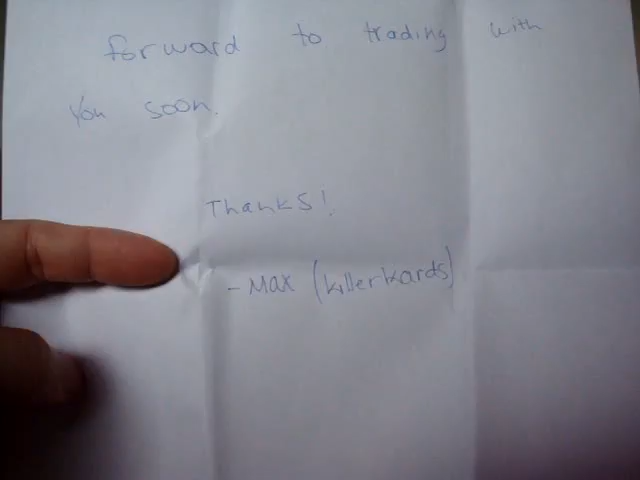 forward to trading with
you soon.
Thanks!
- Max (killerkards)